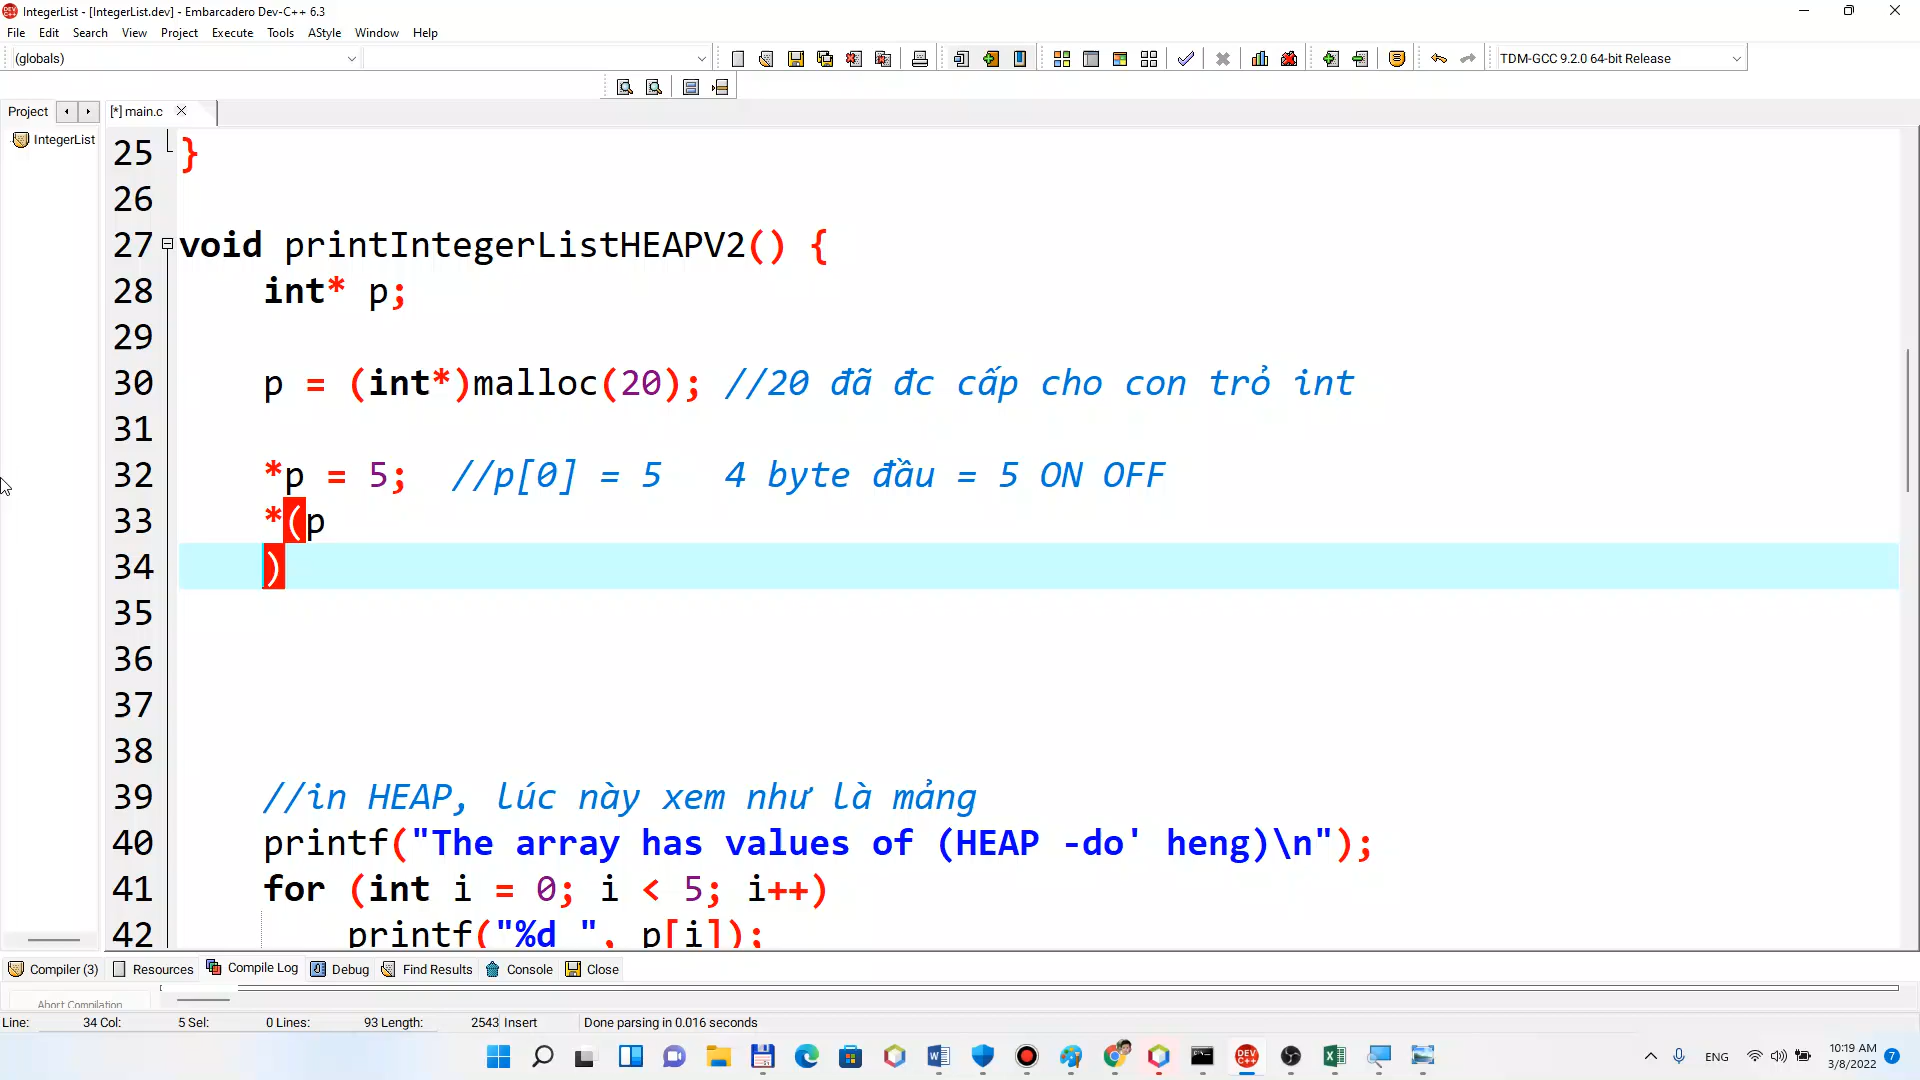 IntegerList - [IntegerList.dev] - Embarcadero Dev-C++ 6.3
File Edit Search View Project Execute Tools AStyle Window Help
(globals) TDM-GCC 9.2.0 64-bit Release
Project [*] main.c
IntegerList
25 }
26
27 void printIntegerListHEAPV2() {
28 int* p;
29
30 p = (int*)malloc(20); //20 đã đc cấp cho con trỏ int
31
32 *p = 5; //p[0] = 5 4 byte đầu = 5 ON OFF
33 *(p
34 )
35
36
37
38
39 //in HEAP, lúc này xem như là mảng
40 printf("The array has values of (HEAP -do' heng)\n");
41 for (int i = 0; i < 5; i++)
42 printf("%d ", p[i]);
Compiler (3) Resources Compile Log Debug Find Results Console Close
Abort Compilation
Line: 34 Col: 5 Sel: 0 Lines: 93 Length: 2543 Insert Done parsing in 0.016 seconds
DEV C++ ENG 10:19 AM
3/8/2022 7